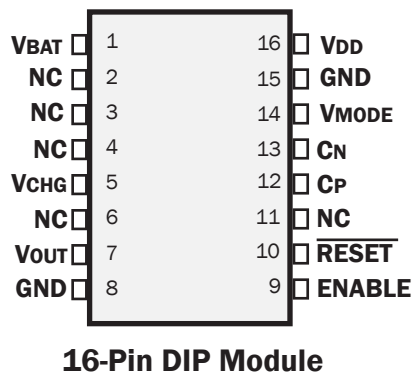 VBAT 1 16 VDD
NC 2 15 GND
NC 3 14 VMODE
NC 4 13 CN
VCHG 5 12 CP
NC 6 11 NC
VOUT 7 10 RESET
GND 8 9 ENABLE
16-Pin DIP Module